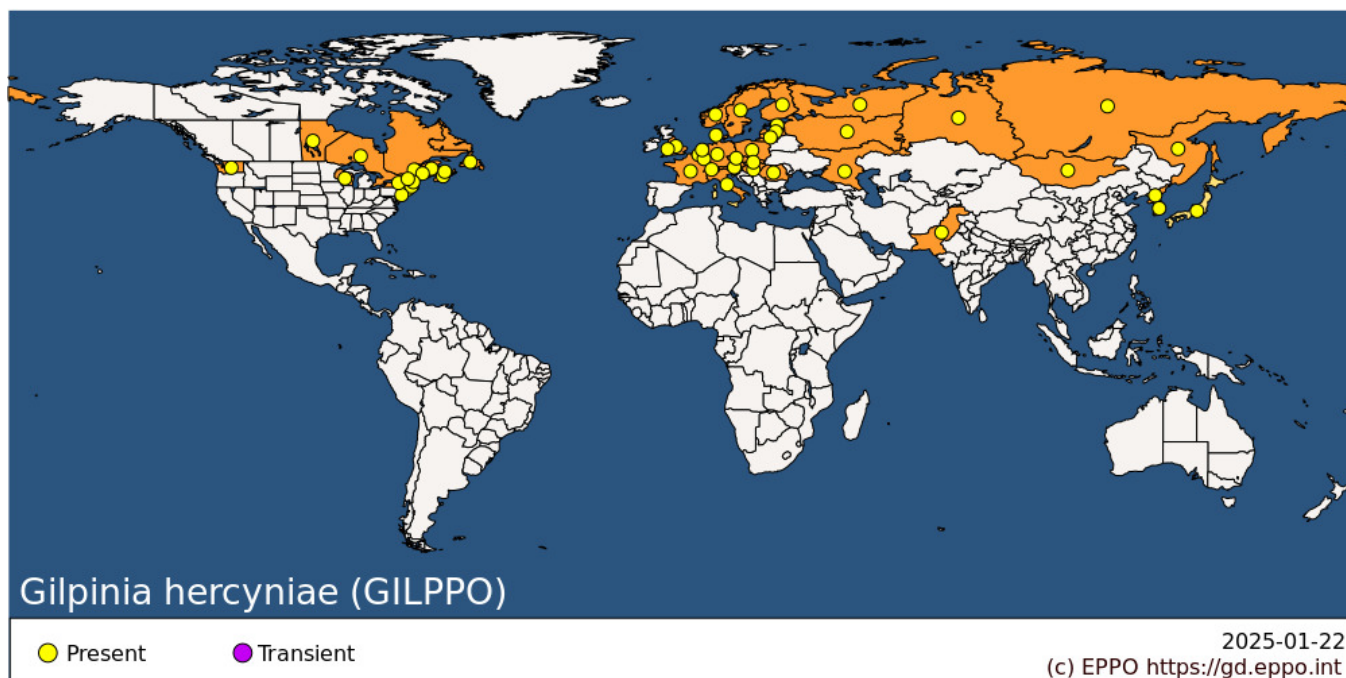 Gilpinia hercyniae (GILPPO)
Present
Transient
2025-01-22
(c) EPPO https://gd.eppo.int